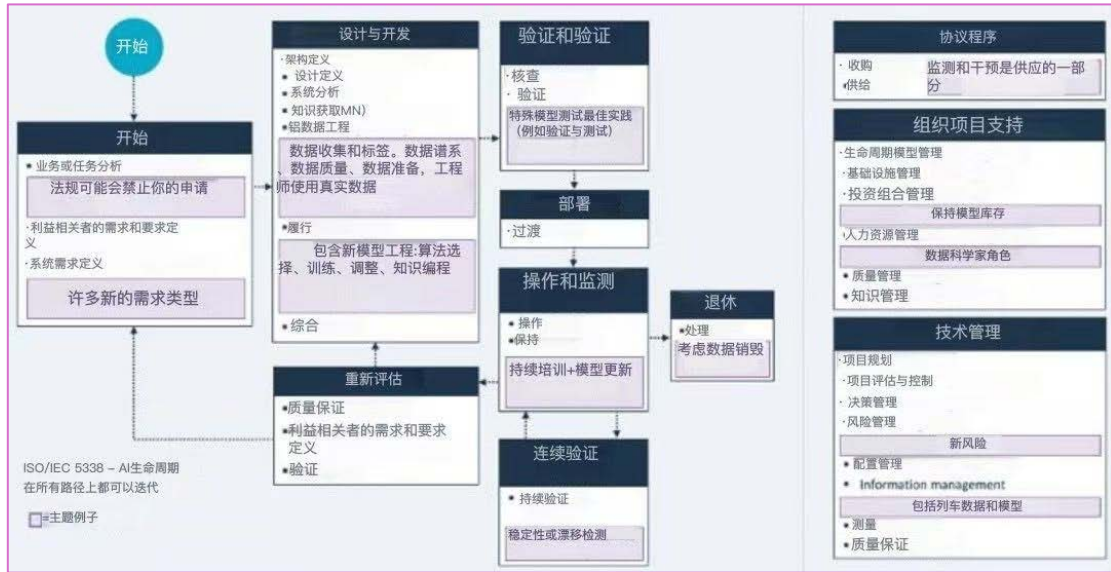 开始
开始
▪ 业务或任务分析
法规可能会禁止你的申请
·利益相关者的需求和要求定
义
·系统需求定义
许多新的需求类型
设计与开发
·架构定义
▪ 设计定义
▪ 系统分析
▪ 知识获取MN）
▪铝数据工程
数据收集和标签。数据谱系
、数据质量、数据准备，工程
师使用真实数据
▪履行
包含新模型工程:算法选
择、训练、调整、知识编程
▪综合
验证和验证
·核查
· 验证
特殊模型测试最佳实践
（例如验证与测试）
部署
·过渡
操作和监测
▪ 操作
▪保持
持续培训+模型更新
退休
▪处理
考虑数据销毁
重新评估
▪质量保证
▪利益相关者的需求和要求
定义
▪验证
连续验证
▪ 持续验证
稳定性或漂移检测
ISO/IEC 5338 – AI生命周期
在所有路径上都可以迭代
=主题例子
协议程序
· 收购
▪供给
监测和干预是供应的一部
分
组织项目支持
·生命周期模型管理
·基础设施管理
·投资组合管理
保持模型库存
·人力资源管理
数据科学家角色
▪ 质量管理
▪知识管理
技术管理
·项目规划
·项目评估与控制
· 决策管理
·风险管理
新风险
▪ 配置管理
▪ Information management
包括列车数据和模型
▪ 测量
▪质量保证